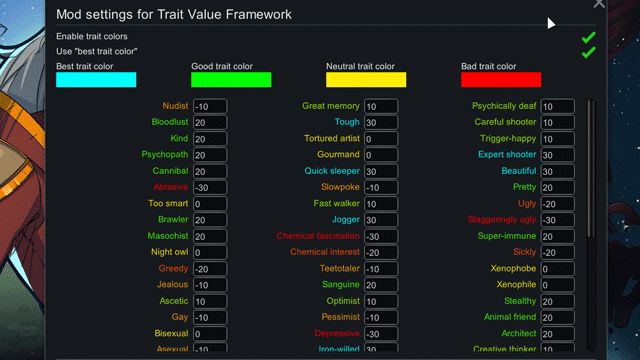 Mod settings for Trait Value Framework
Enable trait colors
Use "best trait color"
Best trait color Good trait color Neutral trait color Bad trait color
Nudist -10 Great memory 10 Psychically deaf 10
Bloodlust 20 Tough 30 Careful shooter 10
Kind 20 Tortured artist 0 Trigger-happy 10
Psychopath 20 Gourmand 0 Expert shooter 30
Cannibal 20 Quick sleeper 30 Beautiful 30
Abrasive -30 Slowpoke -10 Pretty 20
Too smart 0 Fast walker 10 Ugly -20
Brawler 20 Jogger 30 Staggeringly ugly -30
Masochist 20 Chemical fascination -30 Super-immune 20
Night owl 0 Chemical interest -20 Sickly -20
Greedy -20 Teetotaler -10 Xenophobe 0
Jealous -10 Sanguine 20 Xenophile 0
Ascetic 10 Optimist 10 Stealthy 20
Gay -10 Pessimist -10 Animal friend 20
Bisexual 0 Depressive -30 Architect 20
Asexual -10 Iron-willed 30 Creative thinker 10